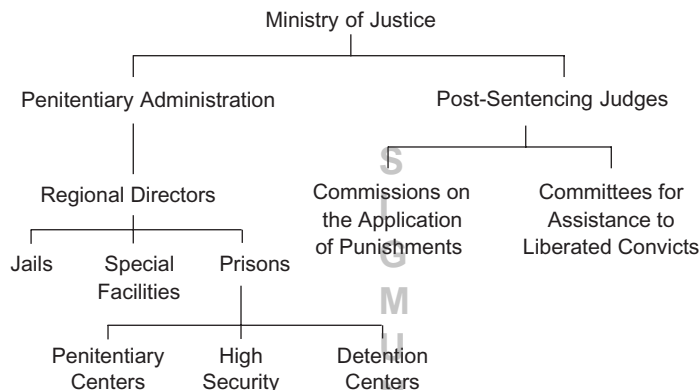 Ministry of Justice
Penitentiary Administration
Post-Sentencing Judges
Regional Directors
Commissions on
the Application
of Punishments
Committees for
Assistance to
Liberated Convicts
Jails
Special
Facilities
Prisons
Penitentiary
Centers
High
Security
Detention
Centers